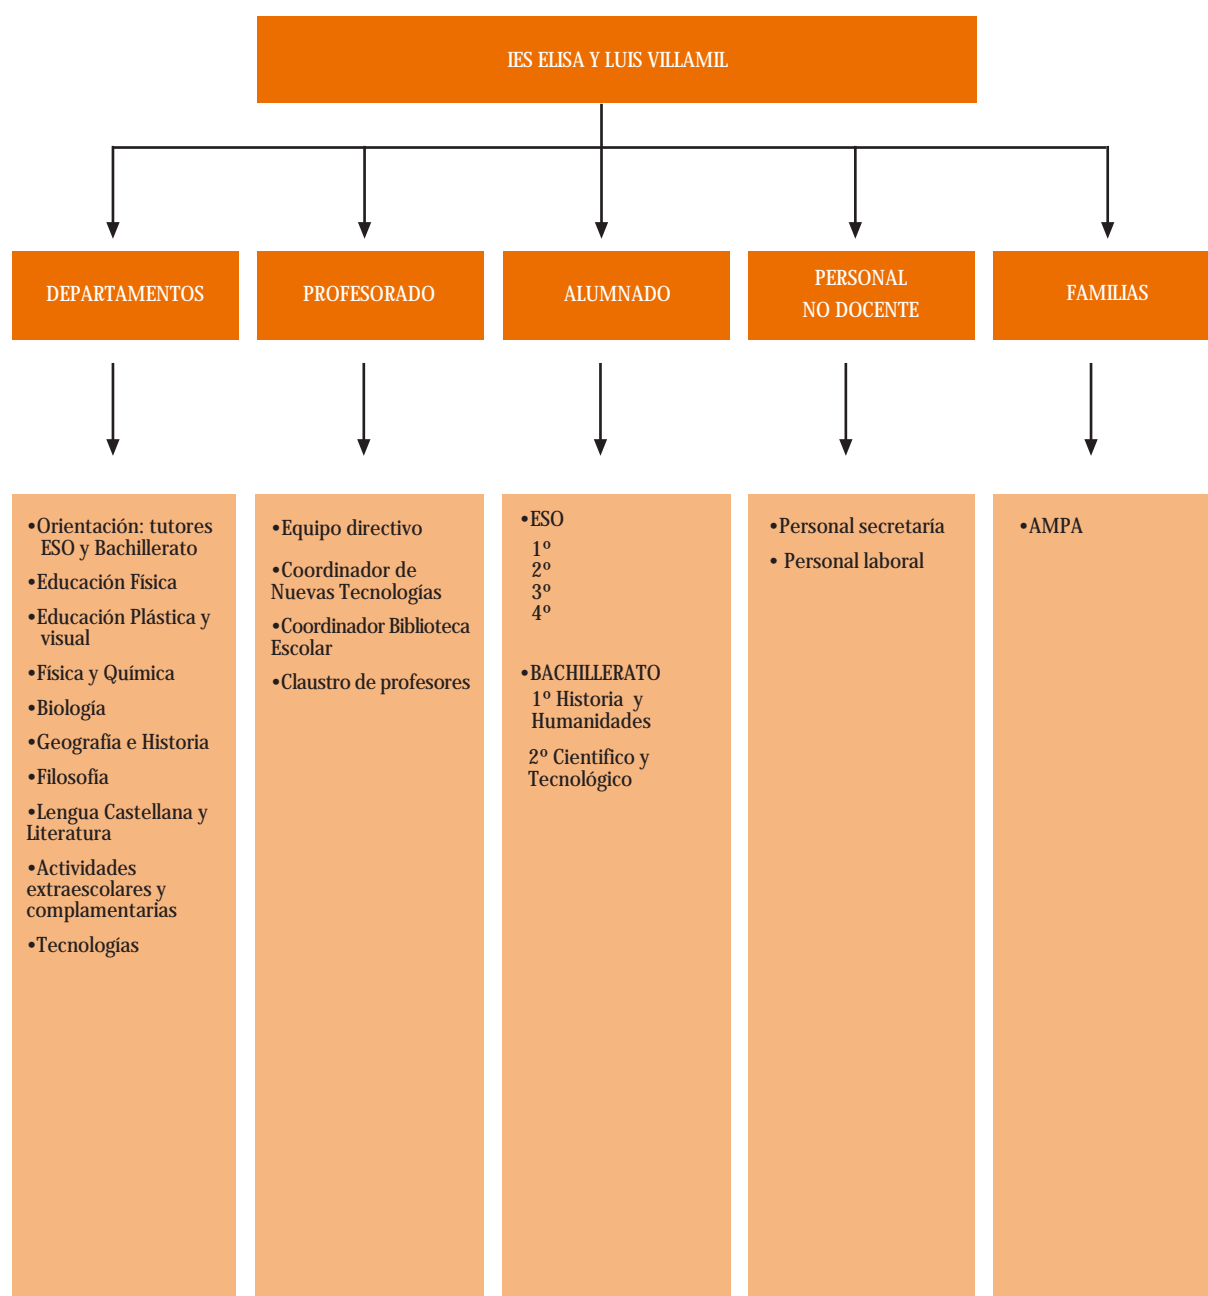 IES ELISA Y LUIS VILLAMIL
DEPARTAMENTOS
PROFESORADO
ALUMNADO
PERSONAL
NO DOCENTE
FAMILIAS
•Orientación: tutores
ESO y Bachillerato
•Educación Física
•Educación Plástica y
visual
•Física y Química
•Biología
•Geografía e Historia
•Filosofía
•Lengua Castellana y
Literatura
•Actividades
extraescolares y
complamentarias
•Tecnologías
•Equipo directivo
•Coordinador de
Nuevas Tecnologías
•Coordinador Biblioteca
Escolar
•Claustro de profesores
•ESO
1º
2º
3º
4º
•BACHILLERATO
1º Historia y
Humanidades
2º Cientifico y
Tecnológico
•Personal secretaría
• Personal laboral
•AMPA